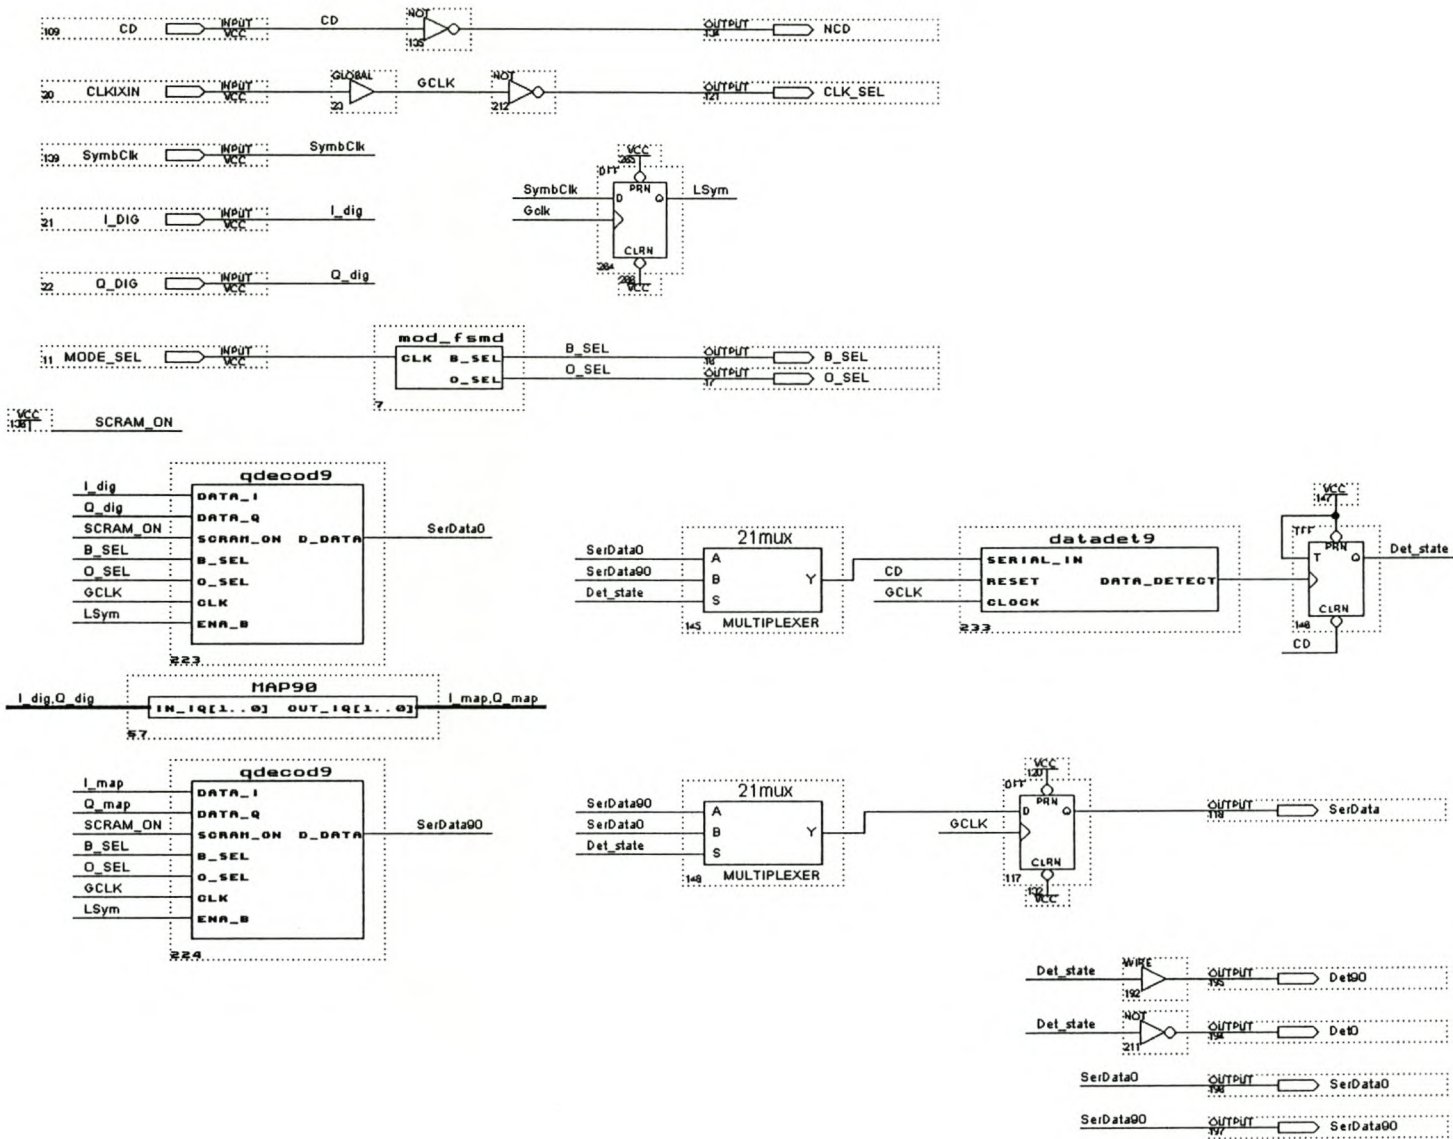 CD INPUT VCC CD NOT OUTPUT NCD
109 135 134
CLKIXIN INPUT VCC GLOBAL GCLK NOT OUTPUT CLK_SEL
20 23 212 121
SymbClk INPUT VCC SymbClk
139
I_DIG INPUT VCC I_dig
21
Q_DIG INPUT VCC Q_dig
22
VCC
265
DFF
PRN
SymbClk D Q LSym
Gclk
CLRN
264
266
VCC
mod_fsmd
MODE_SEL INPUT VCC CLK B_SEL B_SEL OUTPUT B_SEL
11 16
O_SEL O_SEL OUTPUT O_SEL
7 17
VCC
138
SCRAM_ON
qdecod9
I_dig DATA_I
Q_dig DATA_Q
SCRAM_ON SCRAM_ON D_DATA SerData0
B_SEL B_SEL
O_SEL O_SEL
GCLK CLK
LSym ENA_B
223
21mux
SerData0 A
SerData90 B Y
Det_state S
145 MULTIPLEXER
datadet9
SERIAL_IN
CD RESET DATA_DETECT
GCLK CLOCK
233
VCC
147
TFF
PRN
T Q Det_state
CLRN
146
CD
MAP90
I_dig,Q_dig IN_IQ[1..0] OUT_IQ[1..0] I_map,Q_map
57
qdecod9
I_map DATA_I
Q_map DATA_Q
SCRAM_ON SCRAM_ON D_DATA SerData90
B_SEL B_SEL
O_SEL O_SEL
GCLK CLK
LSym ENA_B
224
21mux
SerData90 A
SerData0 B Y
Det_state S
148 MULTIPLEXER
VCC
120
DFF
PRN
D Q OUTPUT SerData
118
GCLK
CLRN
117
132
VCC
Det_state WIRE OUTPUT Det90
192 195
Det_state NOT OUTPUT Det0
211 194
SerData0 OUTPUT SerData0
196
SerData90 OUTPUT SerData90
197